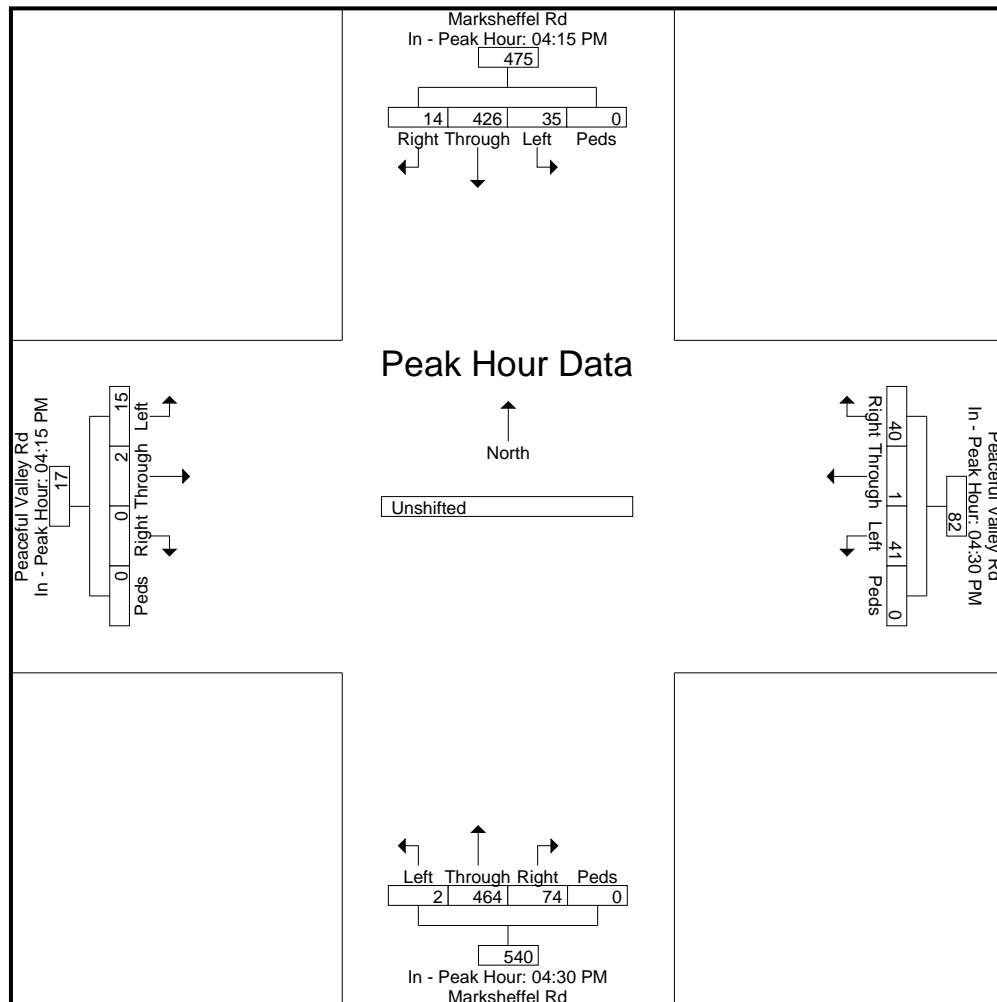 Marksheffel Rd
In - Peak Hour: 04:15 PM
475
14 426 35 0
Right Through Left Peds
Peak Hour Data
North
Unshifted
Peaceful Valley Rd
In - Peak Hour: 04:15 PM
17
15 2 0 0
Left Through Right Peds
Peaceful Valley Rd
In - Peak Hour: 04:30 PM
82
40 1 41 0
Right Through Left Peds
Left Through Right Peds
2 464 74 0
540
In - Peak Hour: 04:30 PM
Marksheffel Rd